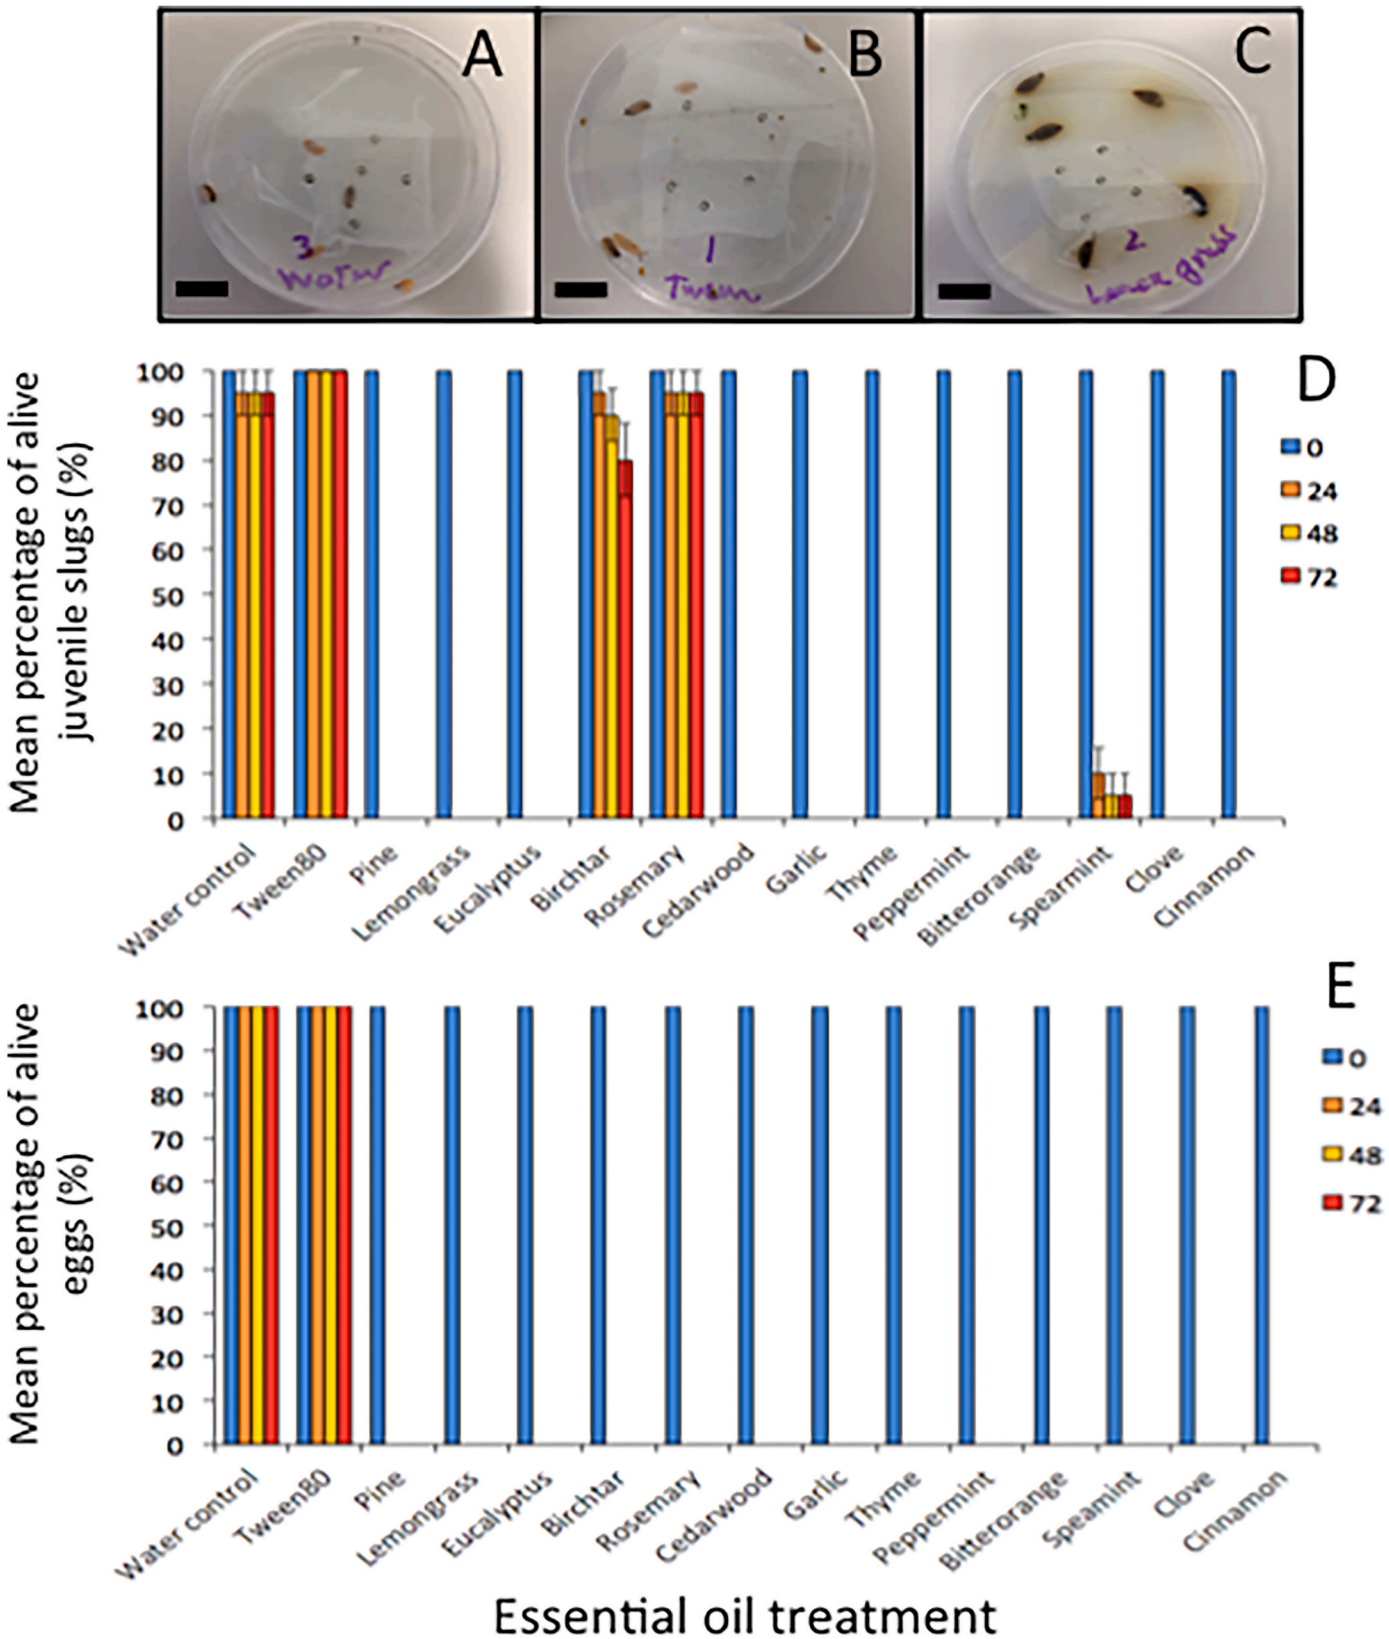 A
B
C
3
Water
1
Tween
2
Lemon grass
D
Mean percentage of alive
juvenile slugs (%)
100
90
80
70
60
50
40
30
20
10
0
0
24
48
72
Water control
Tween80
Pine
Lemongrass
Eucalyptus
Birchtar
Rosemary
Cedarwood
Garlic
Thyme
Peppermint
Bitterorange
Spearmint
Clove
Cinnamon
E
Mean percentage of alive
eggs (%)
100
90
80
70
60
50
40
30
20
10
0
0
24
48
72
Water control
Tween80
Pine
Lemongrass
Eucalyptus
Birchtar
Rosemary
Cedarwood
Garlic
Thyme
Peppermint
Bitterorange
Speamint
Clove
Cinnamon
Essential oil treatment